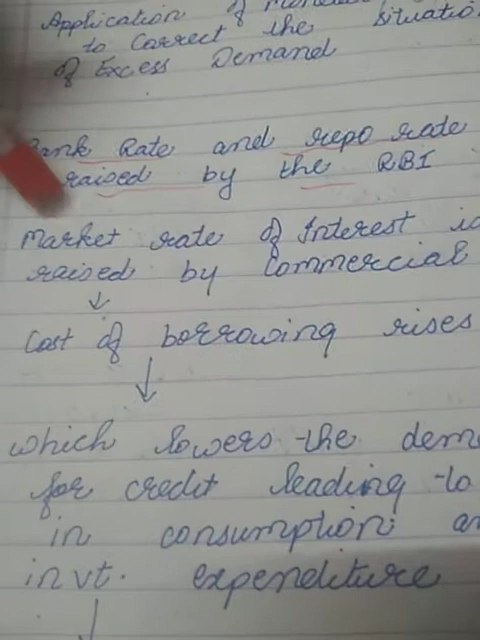 Application of
to Correct the situatio
of Excess Demand
Bank Rate and repo rate
raised by the RBI
Market rate of Interest is
raised by Commercial
↓
Cost of borrowing rises
↓
which lowers the dem
for credit leading to
in consumption an
invt. expenditure
↓